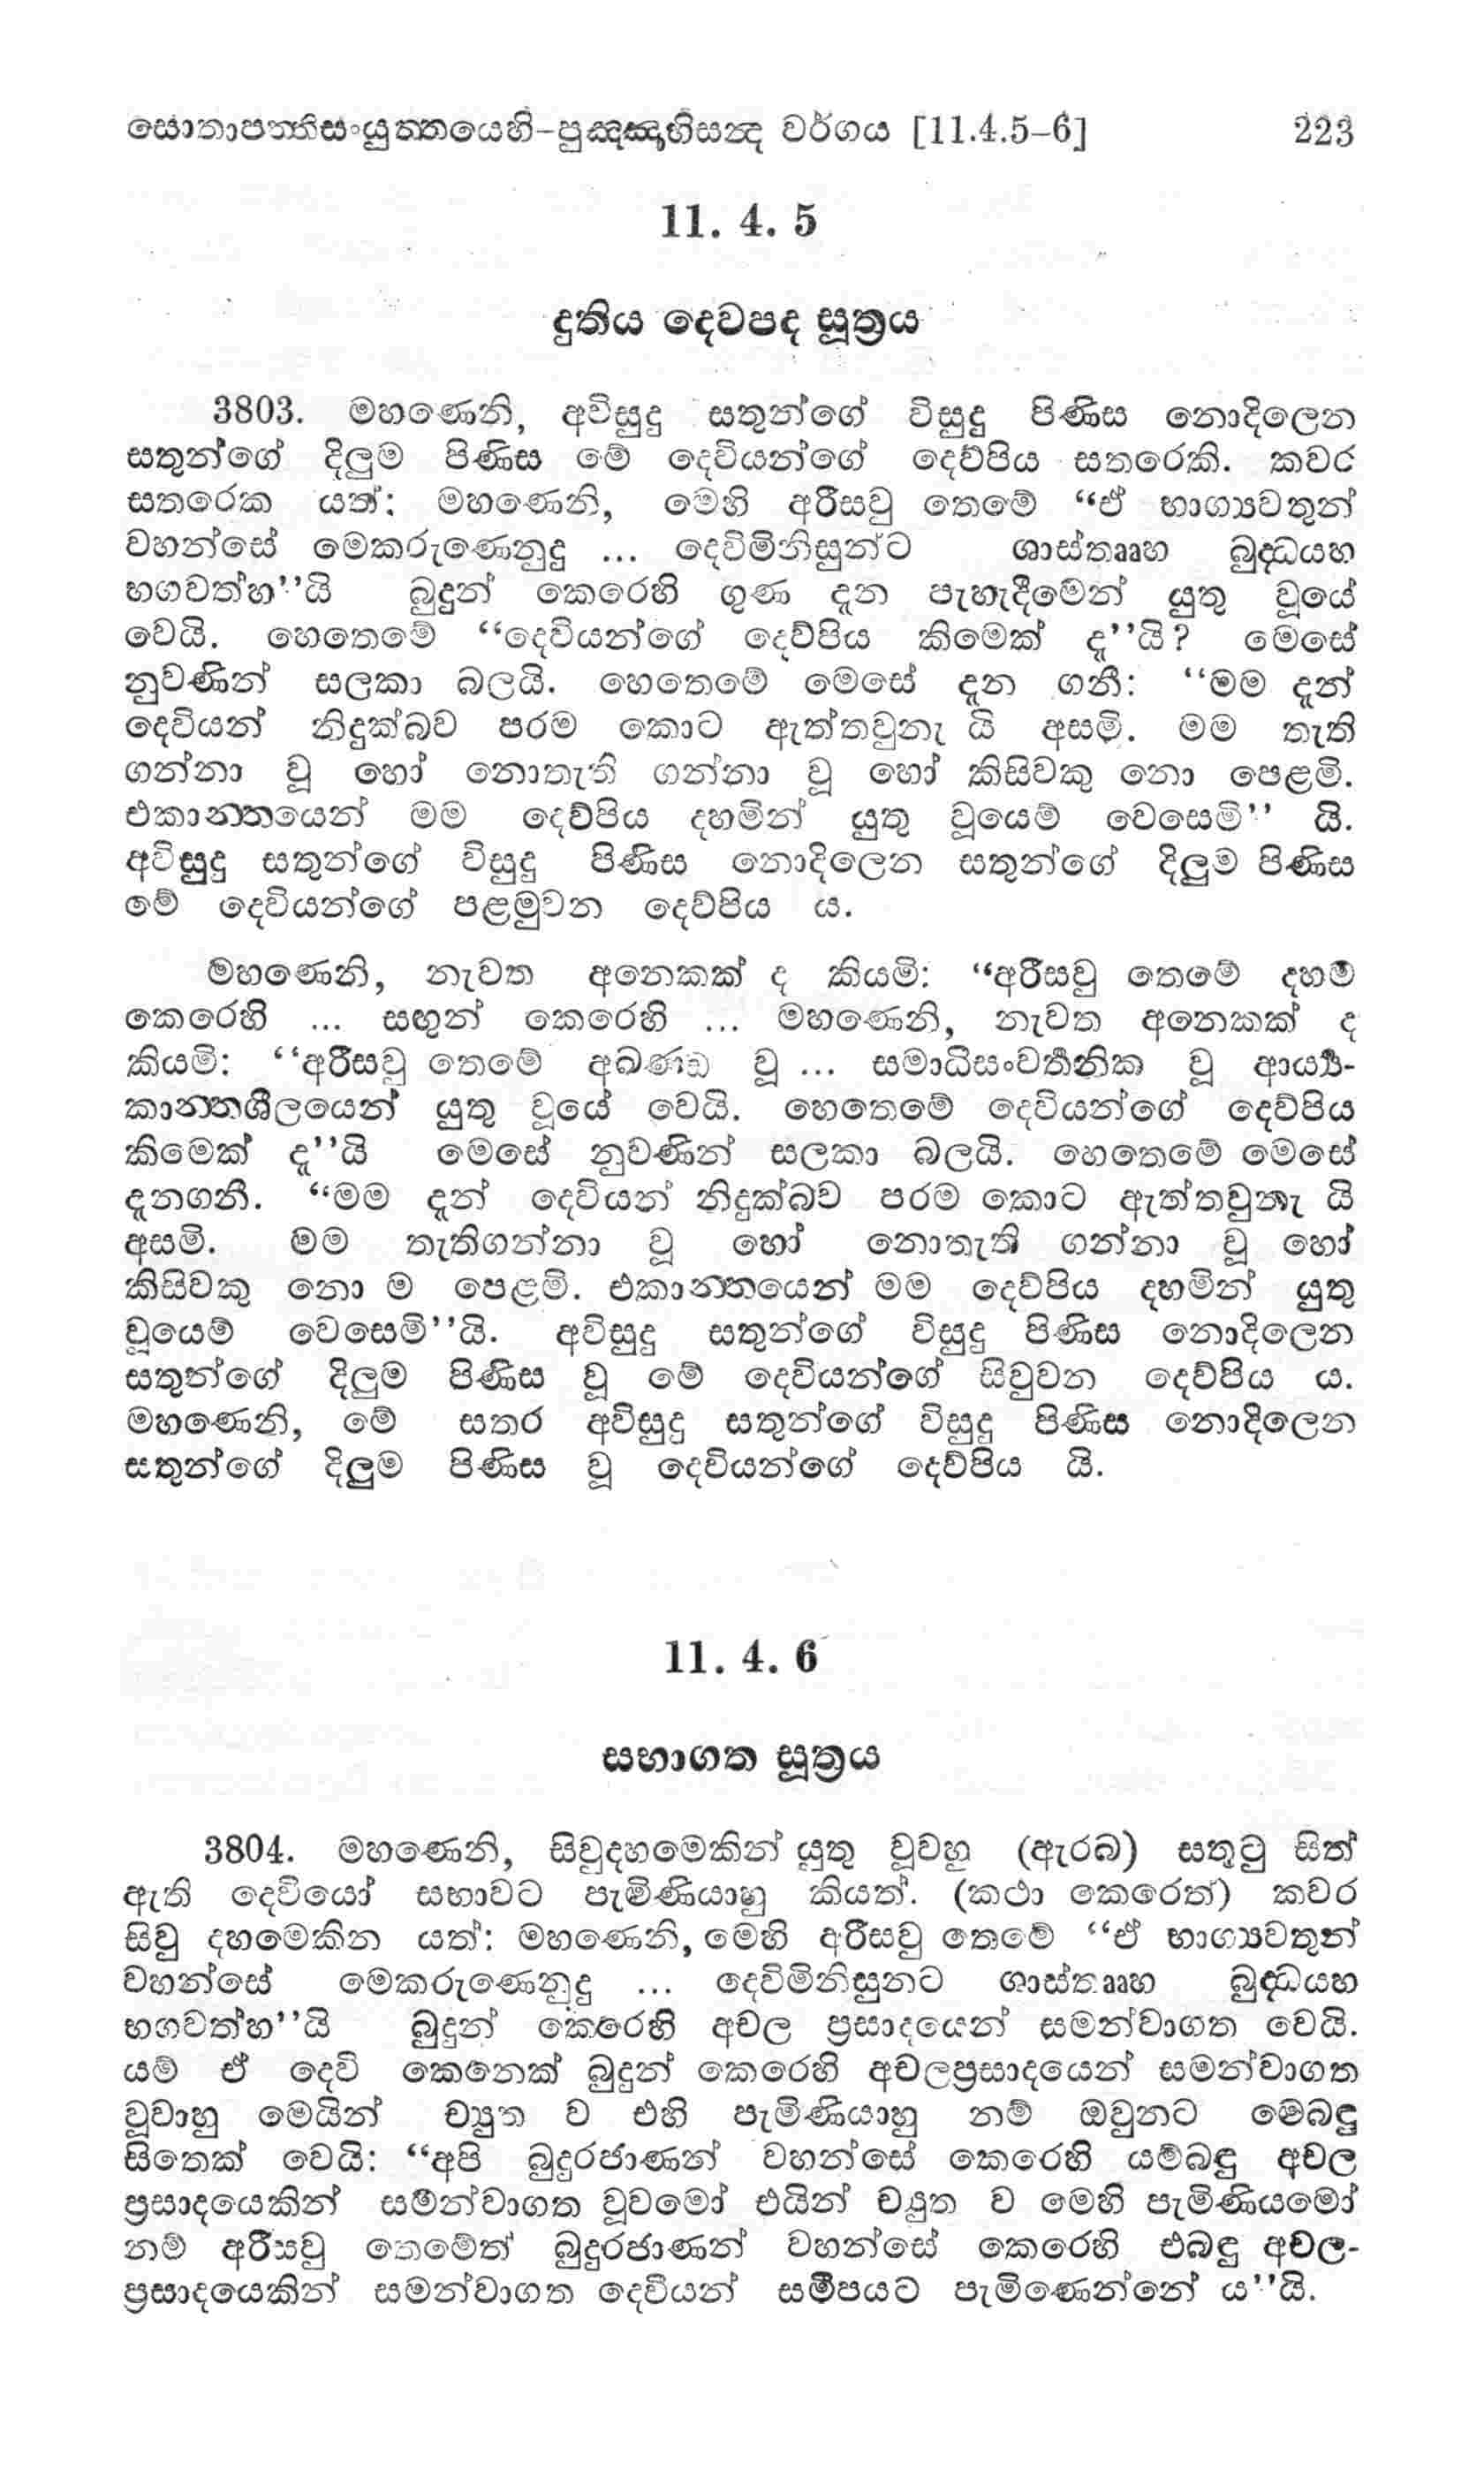 සොතාපත්තිසංයුත්තයෙහි-පුඤ්ඤාභිසන්ද වර්ගය [11.4.5–6] 223
11. 4. 5
දුතිය දෙවපද සූත්‍රය
3803. මහණෙනි, අවිසුදු සතුන්ගේ විසුදු පිණිස නොදිලෙන
සතුන්ගේ දිලුම පිණිස මේ දෙවියන්ගේ දෙව්පිය සතරෙකි. කවර
සතරෙක යත්: මහණෙනි, මෙහි අරීසවු තෙමේ “ඒ භාග්‍යවතුන්
වහන්සේ මෙකරුණෙනුදු ... දෙවිමිනිසුන්ට ශාස්තෲහ බුද්ධයහ
භගවත්හ’’යි බුදුන් කෙරෙහි ගුණ දැන පැහැදීමෙන් යුතු වූයේ
වෙයි. හෙතෙමේ “දෙවියන්ගේ දෙව්පිය කිමෙක් ද’’යි? මෙසේ
නුවණින් සලකා බලයි. හෙතෙමේ මෙසේ දැන ගනී: “මම දැන්
දෙවියන් නිදුක්බව පරම කොට ඇත්තවුනැ යි අසමි. මම තැති
ගන්නා වූ හෝ නොතැති ගන්නා වූ හෝ කිසිවකු නො පෙළමි.
එකාන්තයෙන් මම දෙව්පිය දහමින් යුතු වූයෙම් වෙසෙමි’’ යි.
අවිසුදු සතුන්ගේ විසුදු පිණිස නොදිලෙන සතුන්ගේ දිලුම පිණිස
මේ දෙවියන්ගේ පළමුවන දෙව්පිය ය.
මහණෙනි, නැවත අනෙකක් ද කියමි: “අරීසවු තෙමේ දහම්
කෙරෙහි ... සඟුන් කෙරෙහි ... මහණෙනි, නැවත අනෙකක් ද
කියමි: “අරීසවු තෙමේ අඛණ්ඩ වූ ... සමාධිසංවර්තනික වූ ආර්‍ය්‍ය-
කාන්තශීලයෙන් යුතු වූයේ වෙයි. හෙතෙමේ දෙවියන්ගේ දෙව්පිය
කිමෙක් ද’’යි මෙසේ නුවණින් සලකා බලයි. හෙතෙමේ මෙසේ
දැනගනී. “මම දැන් දෙවියන් නිදුක්බව පරම කොට ඇත්තවුනැ යි
අසමි. මම තැතිගන්නා වූ හෝ නොතැති ගන්නා වූ හෝ
කිසිවකු නො ම පෙළමි. එකාන්තයෙන් මම දෙව්පිය දහමින් යුතු
වූයෙම් වෙසෙමි’’යි. අවිසුදු සතුන්ගේ විසුදු පිණිස නොදිලෙන
සතුන්ගේ දිලුම පිණිස වූ මේ දෙවියන්ගේ සිවුවන දෙව්පිය ය.
මහණෙනි, මේ සතර අවිසුදු සතුන්ගේ විසුදු පිණිස නොදිලෙන
සතුන්ගේ දිලුම පිණිස වූ දෙවියන්ගේ දෙව්පිය යි.
11. 4. 6
සභාගත සූත්‍රය
3804. මහණෙනි, සිවුදහමෙකින් යුතු වූවහු (ඇරබ) සතුටු සිත්
ඇති දෙවියෝ සභාවට පැමිණියාහු කියත්. (කථා කෙරෙත්) කවර
සිවු දහමෙකින යත්: මහණෙනි, මෙහි අරීසවු තෙමේ “ඒ භාග්‍යවතුන්
වහන්සේ මෙකරුණෙනුදු ... දෙවිමිනිසුනට ශාස්තෲහ බුද්ධයහ
භගවත්හ’’යි බුදුන් කෙරෙහි අචල ප්‍රසාදයෙන් සමන්වාගත වෙයි.
යම් ඒ දෙවි කෙනෙක් බුදුන් කෙරෙහි අචලප්‍රසාදයෙන් සමන්වාගත
වූවාහු මෙයින් ච්‍යුත ව එහි පැමිණියාහු නම් ඔවුනට මෙබඳු
සිතෙක් වෙයි: “අපි බුදුරජාණන් වහන්සේ කෙරෙහි යම්බඳු අචල
ප්‍රසාදයෙකින් සමන්වාගත වූවමෝ එයින් ච්‍යුත ව මෙහි පැමිණියමෝ
නම් අරීසවු තෙමේත් බුදුරජාණන් වහන්සේ කෙරෙහි එබඳු අචල-
ප්‍රසාදයෙකින් සමන්වාගත දෙවියන් සමීපයට පැමිණෙන්නේ ය’’යි.